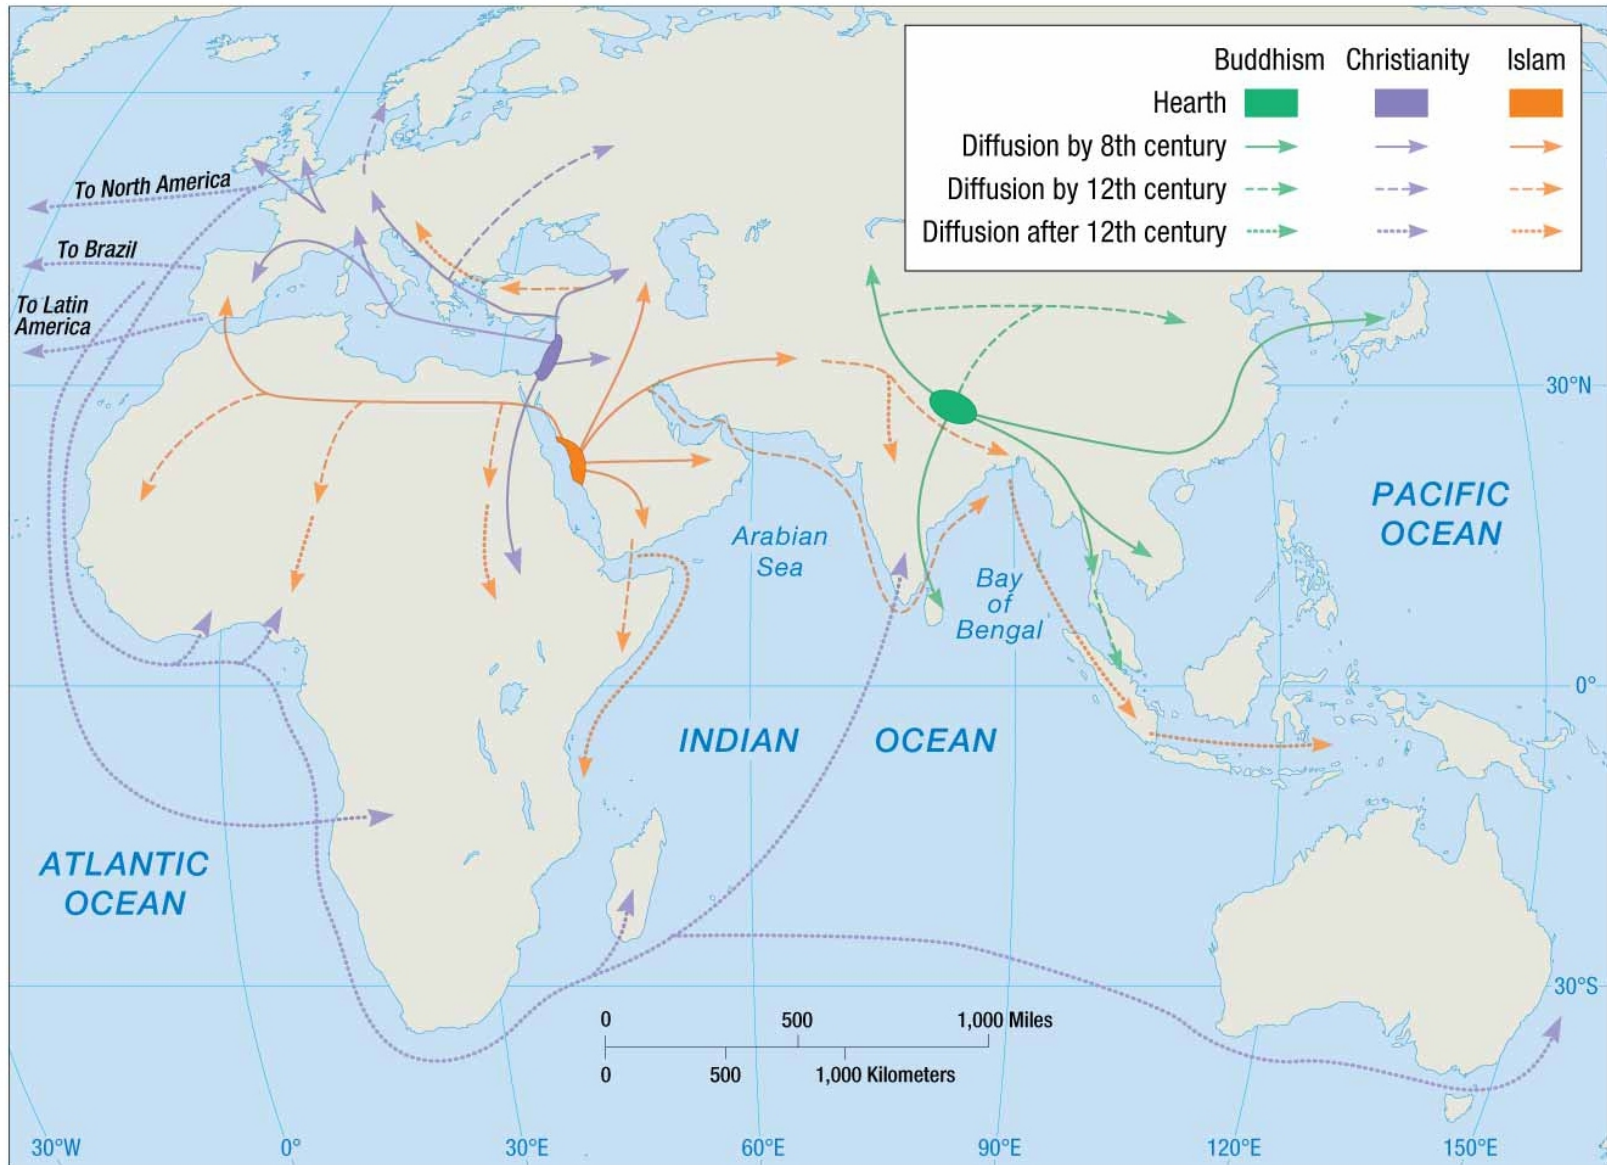 Buddhism Christianity Islam
Hearth
Diffusion by 8th century
Diffusion by 12th century
Diffusion after 12th century
To North America
To Brazil
To Latin
America
30°N
PACIFIC
OCEAN
Arabian
Sea
Bay
of
Bengal
0°
INDIAN OCEAN
ATLANTIC
OCEAN
30°S
0 500 1,000 Miles
0 500 1,000 Kilometers
30°W 0° 30°E 60°E 90°E 120°E 150°E